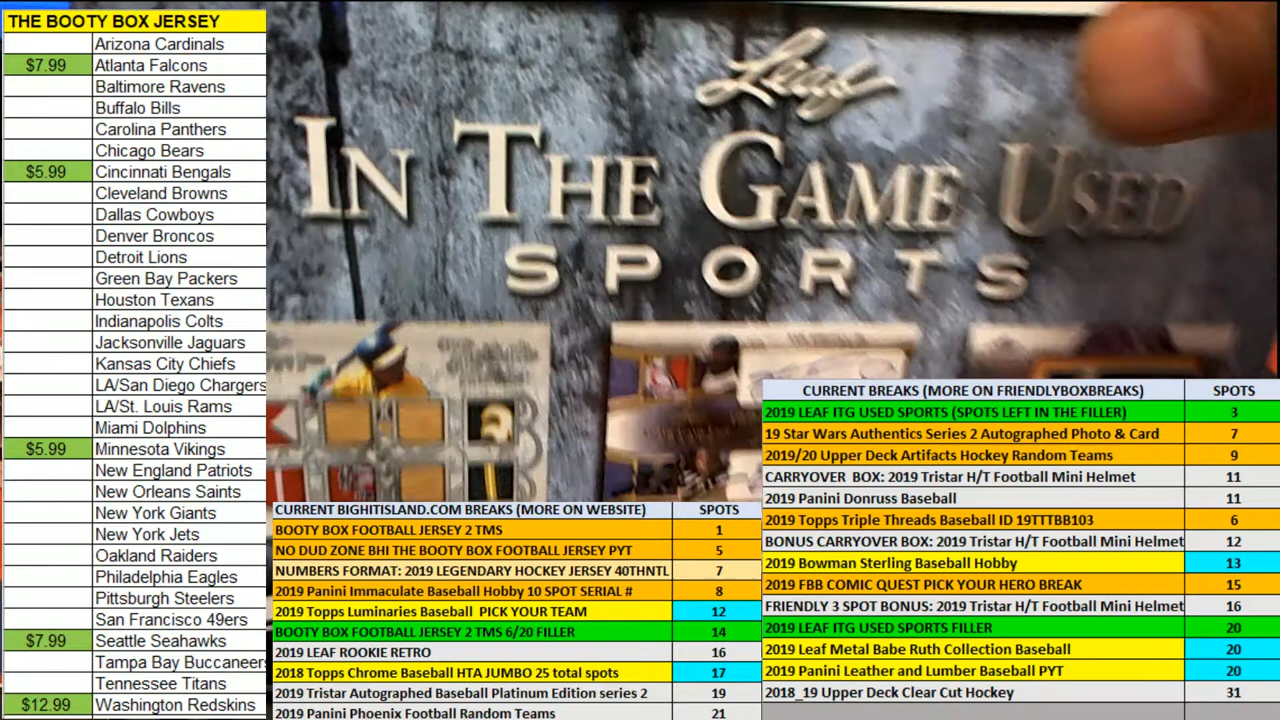 THE BOOTY BOX JERSEY
Arizona Cardinals
$7.99 Atlanta Falcons
Baltimore Ravens
Buffalo Bills
Carolina Panthers
Chicago Bears
$5.99 Cincinnati Bengals
Cleveland Browns
Dallas Cowboys
Denver Broncos
Detroit Lions
Green Bay Packers
Houston Texans
Indianapolis Colts
Jacksonville Jaguars
Kansas City Chiefs
LA/San Diego Chargers
LA/St. Louis Rams
Miami Dolphins
$5.99 Minnesota Vikings
New England Patriots
New Orleans Saints
New York Giants
New York Jets
Oakland Raiders
Philadelphia Eagles
Pittsburgh Steelers
San Francisco 49ers
$7.99 Seattle Seahawks
Tampa Bay Buccaneers
Tennessee Titans
$12.99 Washington Redskins
Leaf
IN THE GAME USED
SPORTS
CURRENT BIGHITISLAND.COM BREAKS (MORE ON WEBSITE) SPOTS
BOOTY BOX FOOTBALL JERSEY 2 TMS 1
NO DUD ZONE BHI THE BOOTY BOX FOOTBALL JERSEY PYT 5
NUMBERS FORMAT: 2019 LEGENDARY HOCKEY JERSEY 40THNTL 7
2019 Panini Immaculate Baseball Hobby 10 SPOT SERIAL # 8
2019 Topps Luminaries Baseball PICK YOUR TEAM 12
BOOTY BOX FOOTBALL JERSEY 2 TMS 6/20 FILLER 14
2019 LEAF ROOKIE RETRO 16
2018 Topps Chrome Baseball HTA JUMBO 25 total spots 17
2019 Tristar Autographed Baseball Platinum Edition series 2 19
2019 Panini Phoenix Football Random Teams 21
CURRENT BREAKS (MORE ON FRIENDLYBOXBREAKS) SPOTS
2019 LEAF ITG USED SPORTS (SPOTS LEFT IN THE FILLER) 3
19 Star Wars Authentics Series 2 Autographed Photo & Card 7
2019/20 Upper Deck Artifacts Hockey Random Teams 9
CARRYOVER BOX: 2019 Tristar H/T Football Mini Helmet 11
2019 Panini Donruss Baseball 11
2019 Topps Triple Threads Baseball ID 19TTTBB103 6
BONUS CARRYOVER BOX: 2019 Tristar H/T Football Mini Helmet 12
2019 Bowman Sterling Baseball Hobby 13
2019 FBB COMIC QUEST PICK YOUR HERO BREAK 15
FRIENDLY 3 SPOT BONUS: 2019 Tristar H/T Football Mini Helmet 16
2019 LEAF ITG USED SPORTS FILLER 20
2019 Leaf Metal Babe Ruth Collection Baseball 20
2019 Panini Leather and Lumber Baseball PYT 20
2018_19 Upper Deck Clear Cut Hockey 31